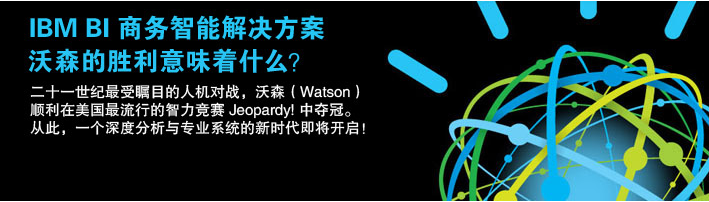 IBM BI 商务智能解决方案
沃森的胜利意味着什么?
二十一世纪最受瞩目的人机对战，沃森（Watson）
顺利在美国最流行的智力竞赛 Jeopardy! 中夺冠。
从此，一个深度分析与专业系统的新时代即将开启！